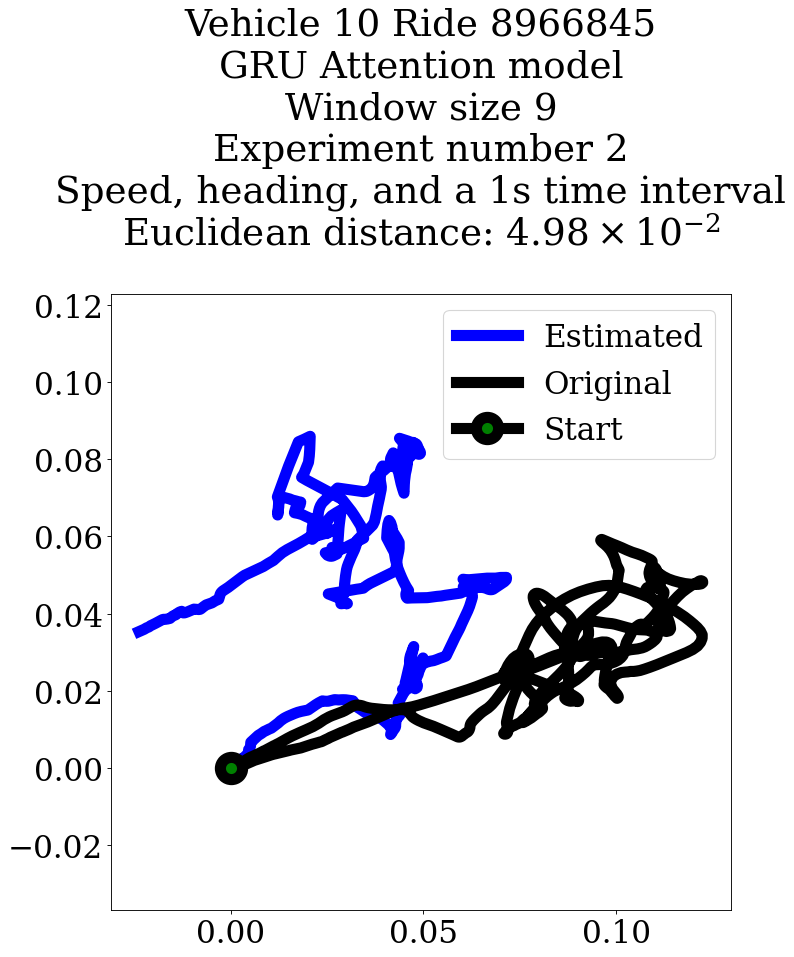 Vehicle 10 Ride 8966845
GRU Attention model
Window size 9
Experiment number 2
Speed, heading, and a 1s time interval
Euclidean distance: 4.98 × 10⁻²
0.12
0.10
0.08
0.06
0.04
0.02
0.00
−0.02
Estimated
Original
Start
0.00 0.05 0.10